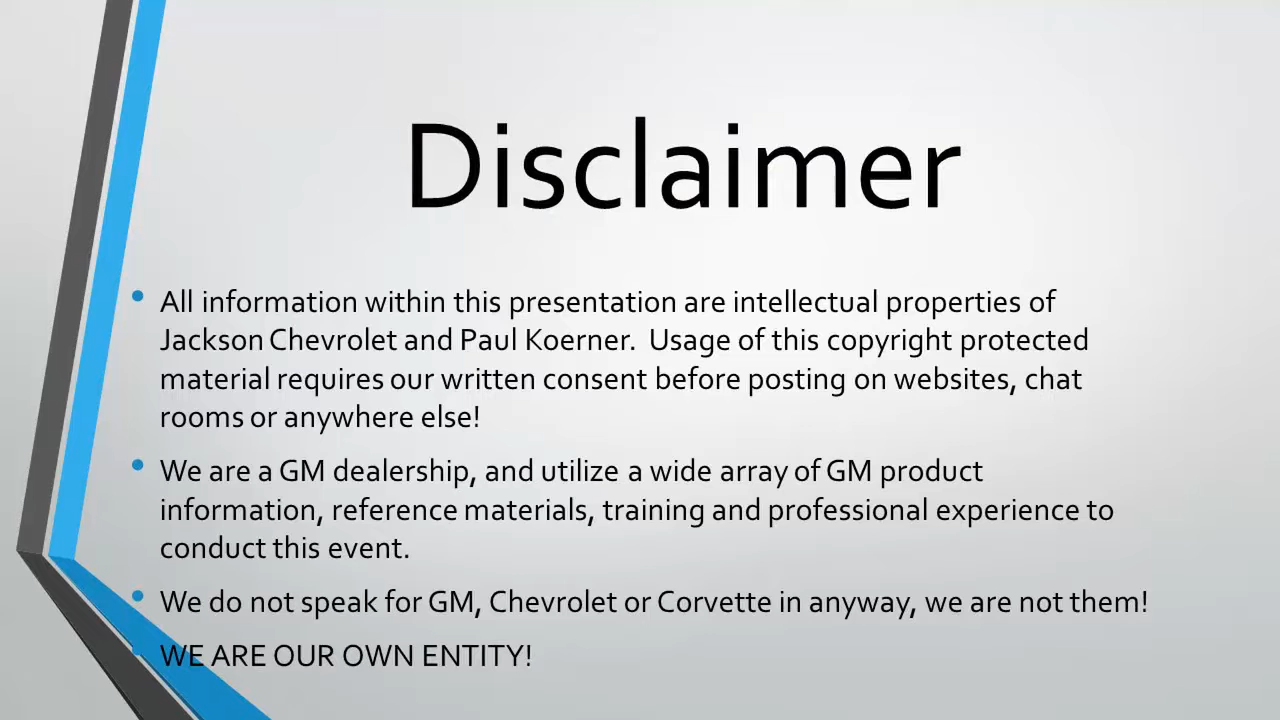 Disclaimer
• All information within this presentation are intellectual properties of
Jackson Chevrolet and Paul Koerner.  Usage of this copyright protected
material requires our written consent before posting on websites, chat
rooms or anywhere else!
• We are a GM dealership, and utilize a wide array of GM product
information, reference materials, training and professional experience to
conduct this event.
• We do not speak for GM, Chevrolet or Corvette in anyway, we are not them!
• WE ARE OUR OWN ENTITY!